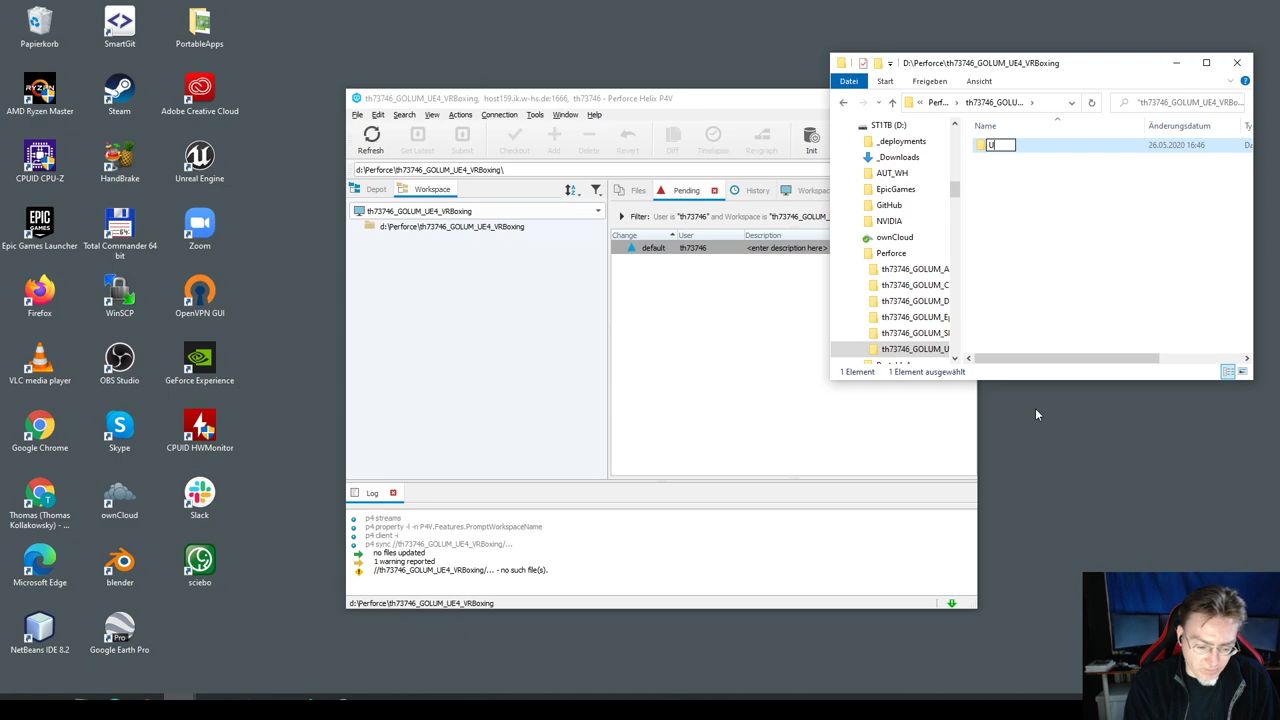 Papierkorb
SmartGit
PortableApps
AMD Ryzen Master
Steam
Adobe Creative Cloud
CPUID CPU-Z
HandBrake
Unreal Engine
Epic Games Launcher
Total Commander 64 bit
Zoom
Firefox
WinSCP
OpenVPN GUI
VLC media player
OBS Studio
GeForce Experience
Google Chrome
Skype
CPUID HWMonitor
Thomas (Thomas Kollakowsky) - ...
ownCloud
Slack
Microsoft Edge
blender
sciebo
NetBeans IDE 8.2
Google Earth Pro
th73746_GOLUM_UE4_VRBoxing, host159.ik.w-hs.de:1666, th73746 - Perforce Helix P4V
File Edit Search View Actions Connection Tools Window Help
Refresh Get Latest Submit Checkout Add Delete Revert Diff Timelapse Revgraph Init
d:\Perforce\th73746_GOLUM_UE4_VRBoxing\
Depot Workspace
th73746_GOLUM_UE4_VRBoxing
d:\Perforce\th73746_GOLUM_UE4_VRBoxing
Files Pending History Workspac
Filter: User is "th73746" and Workspace is "th73746_GOLUM_
Change User Description
default th73746 <enter description here>
Log
p4 streams
p4 property -l -n P4V.Features.PromptWorkspaceName
p4 client -i
p4 sync //th73746_GOLUM_UE4_VRBoxing/...
no files updated
1 warning reported
//th73746_GOLUM_UE4_VRBoxing/... - no such file(s).
d:\Perforce\th73746_GOLUM_UE4_VRBoxing
D:\Perforce\th73746_GOLUM_UE4_VRBoxing
Datei Start Freigeben Ansicht
« Perf... › th73746_GOLU... ›
"th73746_GOLUM_UE4_VRBo...
ST1TB (D:)
_deployments
_Downloads
AUT_WH
EpicGames
GitHub
NVIDIA
ownCloud
Perforce
th73746_GOLUM_A
th73746_GOLUM_C
th73746_GOLUM_D
th73746_GOLUM_Ep
th73746_GOLUM_SI
th73746_GOLUM_U
Name Änderungsdatum Ty
U 26.05.2020 16:46 Da
1 Element 1 Element ausgewählt